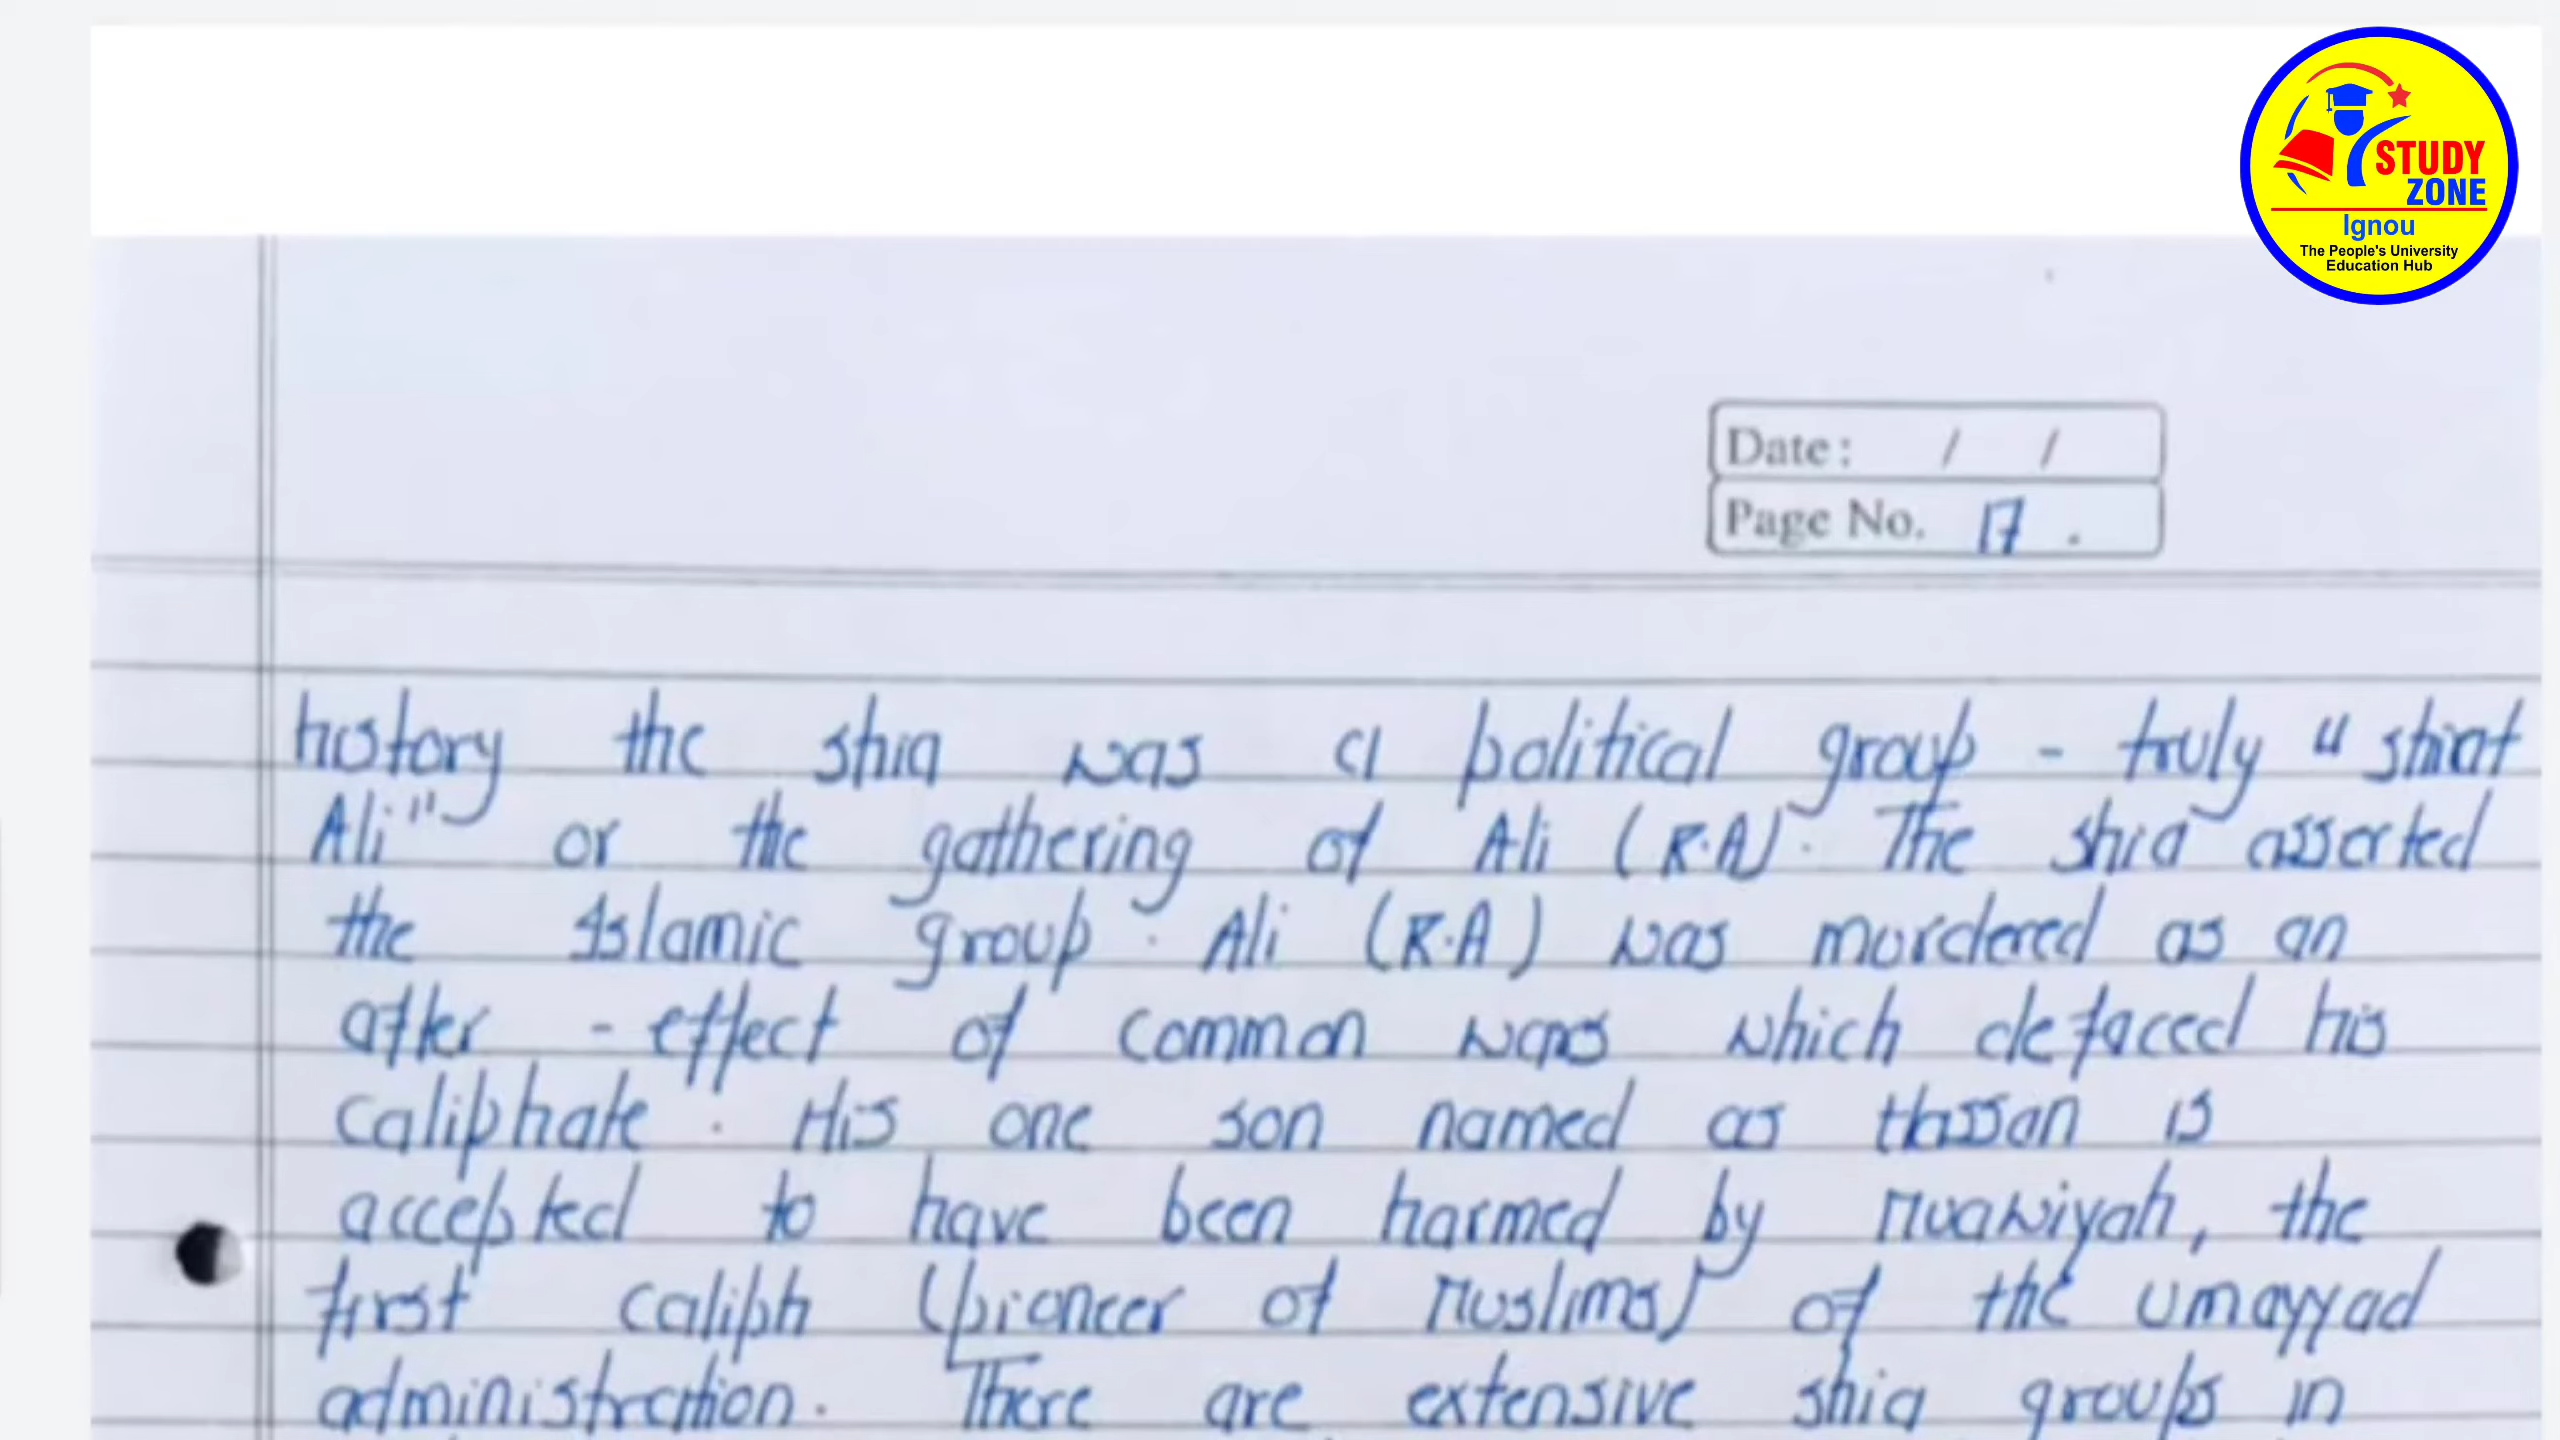 STUDY
ZONE
Ignou
The People's University
Education Hub
Date: / /
Page No. 17.
history the shia was a political group - truly "shiat
Ali" or the gathering of Ali (R.A). The shia asserted
the Islamic group. Ali (R.A) was murdered as an
after - effect of common wars which defaced his
caliphate. His one son named as Hassan is
accepted to have been harmed by Muawiyah, the
first caliph (pioneer of Muslims) of the umayyad
administration. There are extensive shia groups in